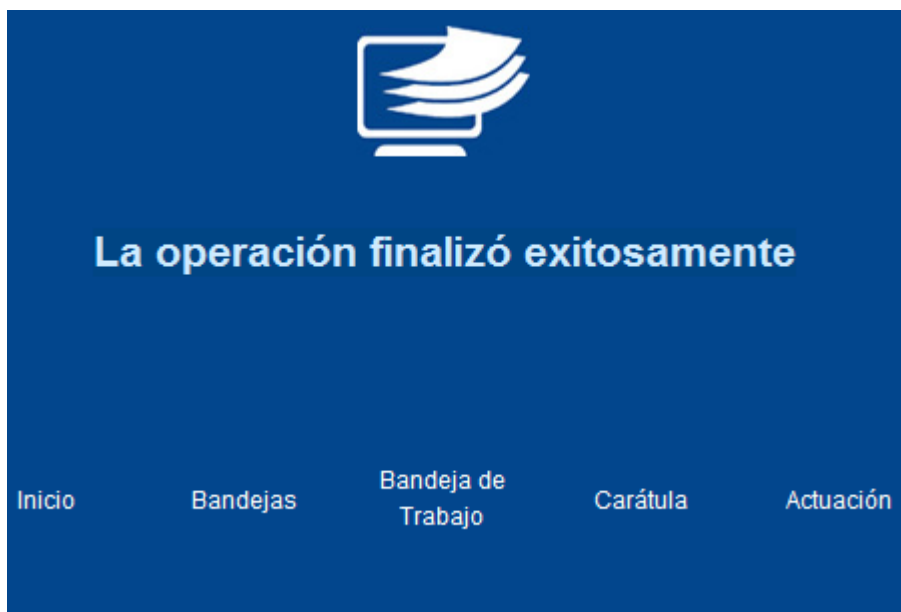 La operación finalizó exitosamente
Inicio
Bandejas
Bandeja de
Trabajo
Carátula
Actuación